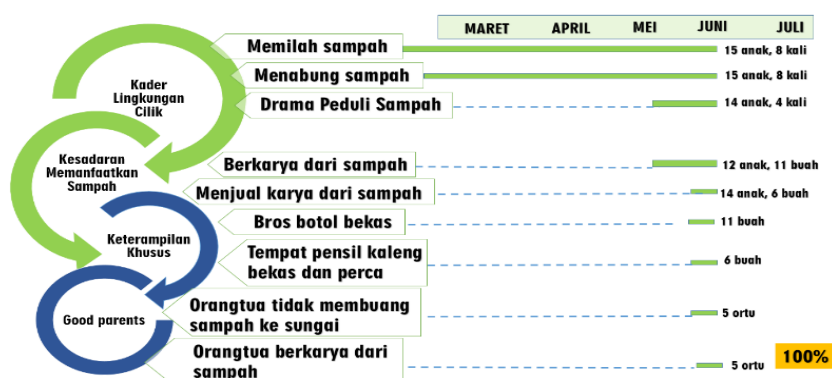 MARET APRIL MEI JUNI JULI
Memilah sampah
15 anak, 8 kali
Menabung sampah
15 anak, 8 kali
Drama Peduli Sampah
14 anak, 4 kali
Kader
Lingkungan
Cilik
Berkarya dari sampah
12 anak, 11 buah
Kesadaran
Memanfaatkan
Sampah
Menjual karya dari sampah
14 anak, 6 buah
Bros botol bekas
11 buah
Keterampilan
Khusus
Tempat pensil kaleng
bekas dan perca
6 buah
Good parents
Orangtua tidak membuang
sampah ke sungai
5 ortu
Orangtua berkarya dari
sampah
5 ortu
100%